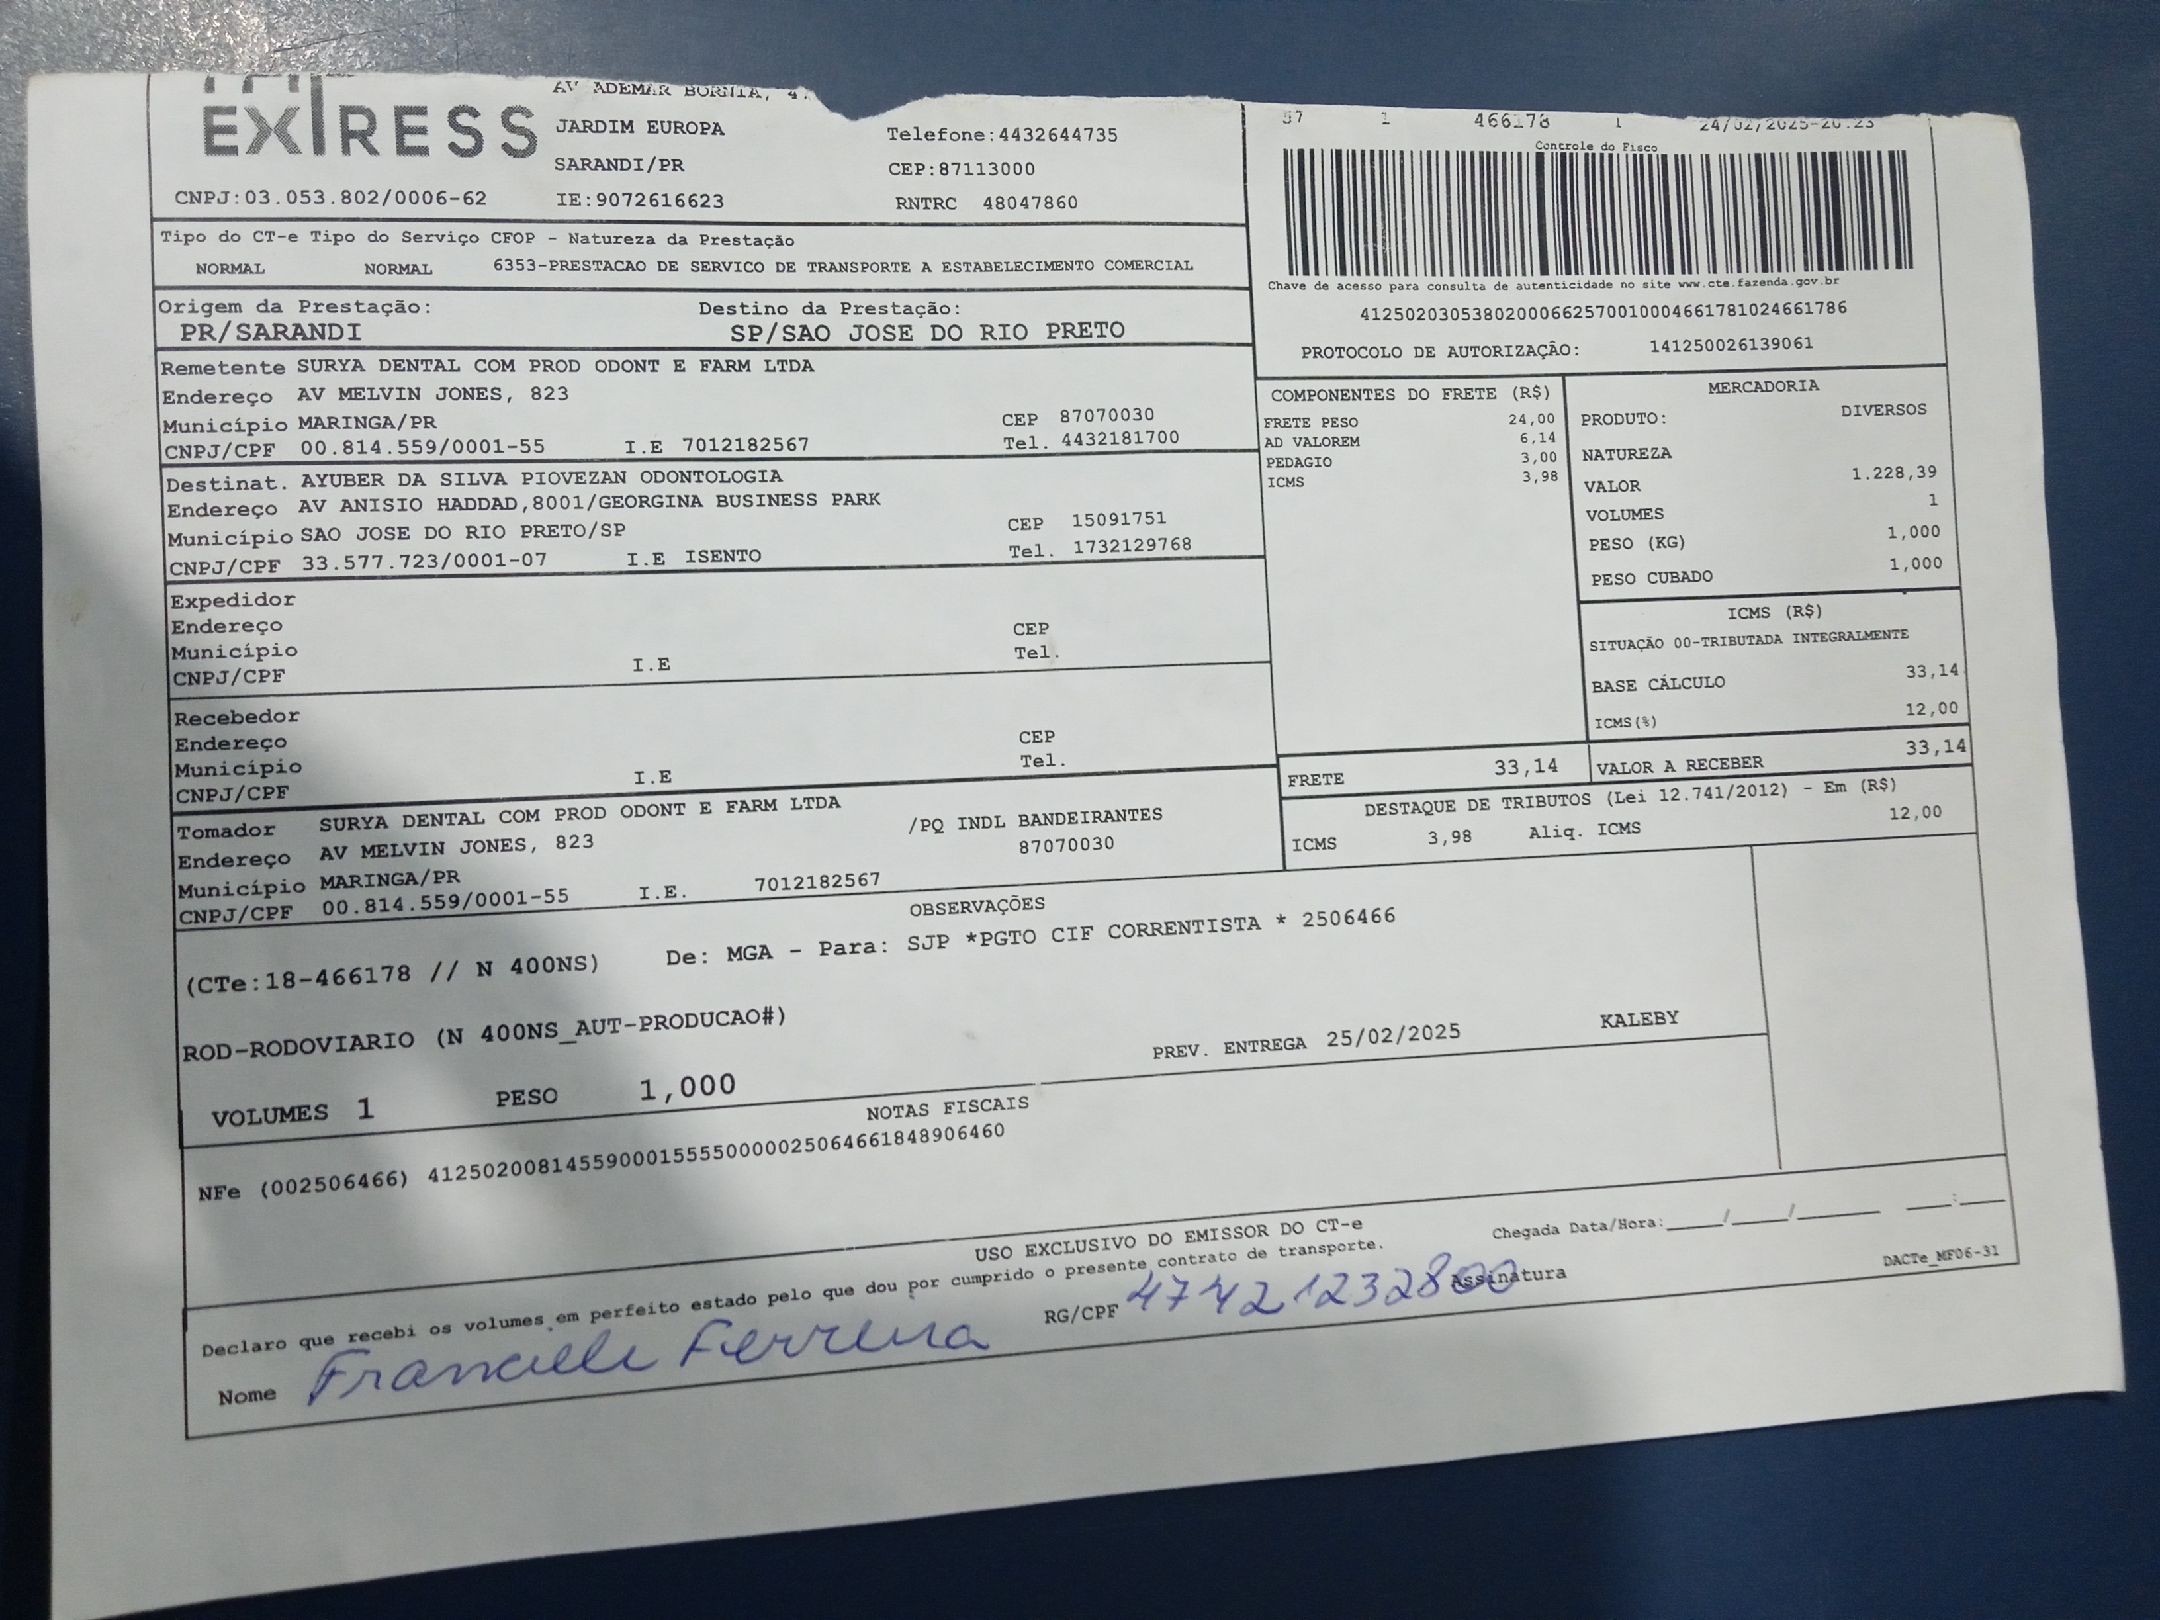 EXPRESS
JARDIM EUROPA
Telefone:4432644735
SARANDI/PR
CEP:87113000
CNPJ:03.053.802/0006-62
IE:9072616623
RNTRC 48047860
57 1 466178 1 24/02/2025-20:23
Controle do Fisco
Chave de acesso para consulta de autenticidade no site www.cte.fazenda.gov.br
41250203053802000662570010004661781024661786
PROTOCOLO DE AUTORIZAÇÃO: 141250026139061
Tipo do CT-e Tipo do Serviço CFOP - Natureza da Prestação
NORMAL NORMAL 6353-PRESTACAO DE SERVICO DE TRANSPORTE A ESTABELECIMENTO COMERCIAL
Origem da Prestação: Destino da Prestação:
PR/SARANDI SP/SAO JOSE DO RIO PRETO
Remetente SURYA DENTAL COM PROD ODONT E FARM LTDA
Endereço AV MELVIN JONES, 823
Município MARINGA/PR CEP 87070030
CNPJ/CPF 00.814.559/0001-55 I.E 7012182567 Tel. 4432181700
Destinat. AYUBER DA SILVA PIOVEZAN ODONTOLOGIA
Endereço AV ANISIO HADDAD,8001/GEORGINA BUSINESS PARK
Município SAO JOSE DO RIO PRETO/SP CEP 15091751
CNPJ/CPF 33.577.723/0001-07 I.E ISENTO Tel. 1732129768
Expedidor
Endereço CEP
Município Tel.
CNPJ/CPF I.E
Recebedor
Endereço CEP
Município Tel.
CNPJ/CPF I.E
Tomador SURYA DENTAL COM PROD ODONT E FARM LTDA
Endereço AV MELVIN JONES, 823 /PQ INDL BANDEIRANTES
Município MARINGA/PR 87070030
CNPJ/CPF 00.814.559/0001-55 I.E. 7012182567
COMPONENTES DO FRETE (R$)
FRETE PESO 24,00
AD VALOREM 6,14
PEDAGIO 3,00
ICMS 3,98
MERCADORIA
PRODUTO: DIVERSOS
NATUREZA
VALOR 1.228,39
VOLUMES 1
PESO (KG) 1,000
PESO CUBADO 1,000
ICMS (R$)
SITUAÇÃO 00-TRIBUTADA INTEGRALMENTE
BASE CÁLCULO 33,14
ICMS(%) 12,00
FRETE 33,14 VALOR A RECEBER 33,14
DESTAQUE DE TRIBUTOS (Lei 12.741/2012) - Em (R$)
ICMS 3,98 Aliq. ICMS 12,00
OBSERVAÇÕES
(CTe:18-466178 // N 400NS) De: MGA - Para: SJP *PGTO CIF CORRENTISTA * 2506466
ROD-RODOVIARIO (N 400NS_AUT-PRODUCAO#)
PREV. ENTREGA 25/02/2025 KALEBY
VOLUMES 1 PESO 1,000
NOTAS FISCAIS
NFe (002506466) 41250200814559000155550000025064661848906460
USO EXCLUSIVO DO EMISSOR DO CT-e
Declaro que recebi os volumes em perfeito estado pelo que dou por cumprido o presente contrato de transporte.
Chegada Data/Hora:____/____/______ ___:___
Nome Francieli Ferreira RG/CPF 47421232800 Assinatura
DACTe_MF06-31